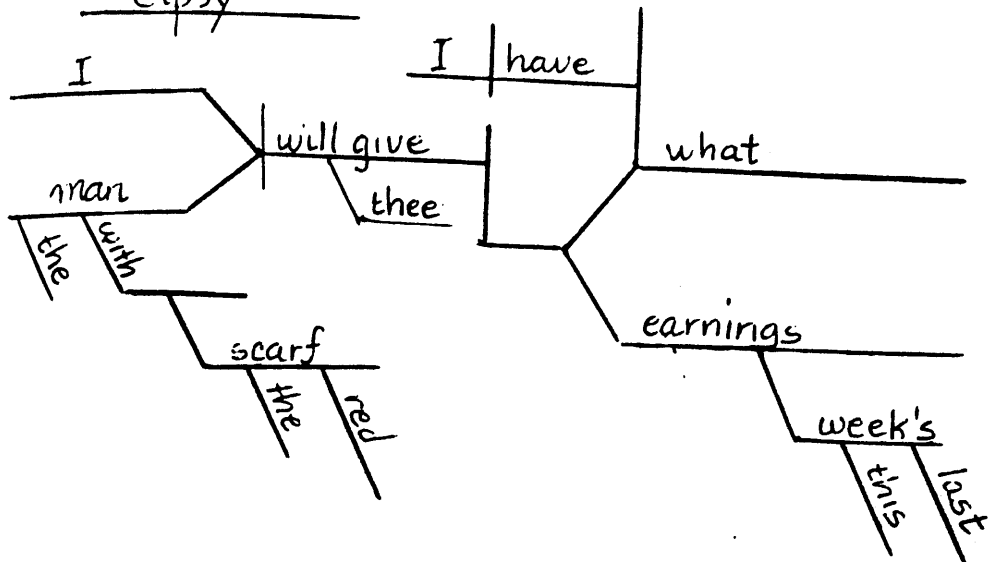 I have
I will give what
thee
man
the with
scarf earnings
the red week's
this last